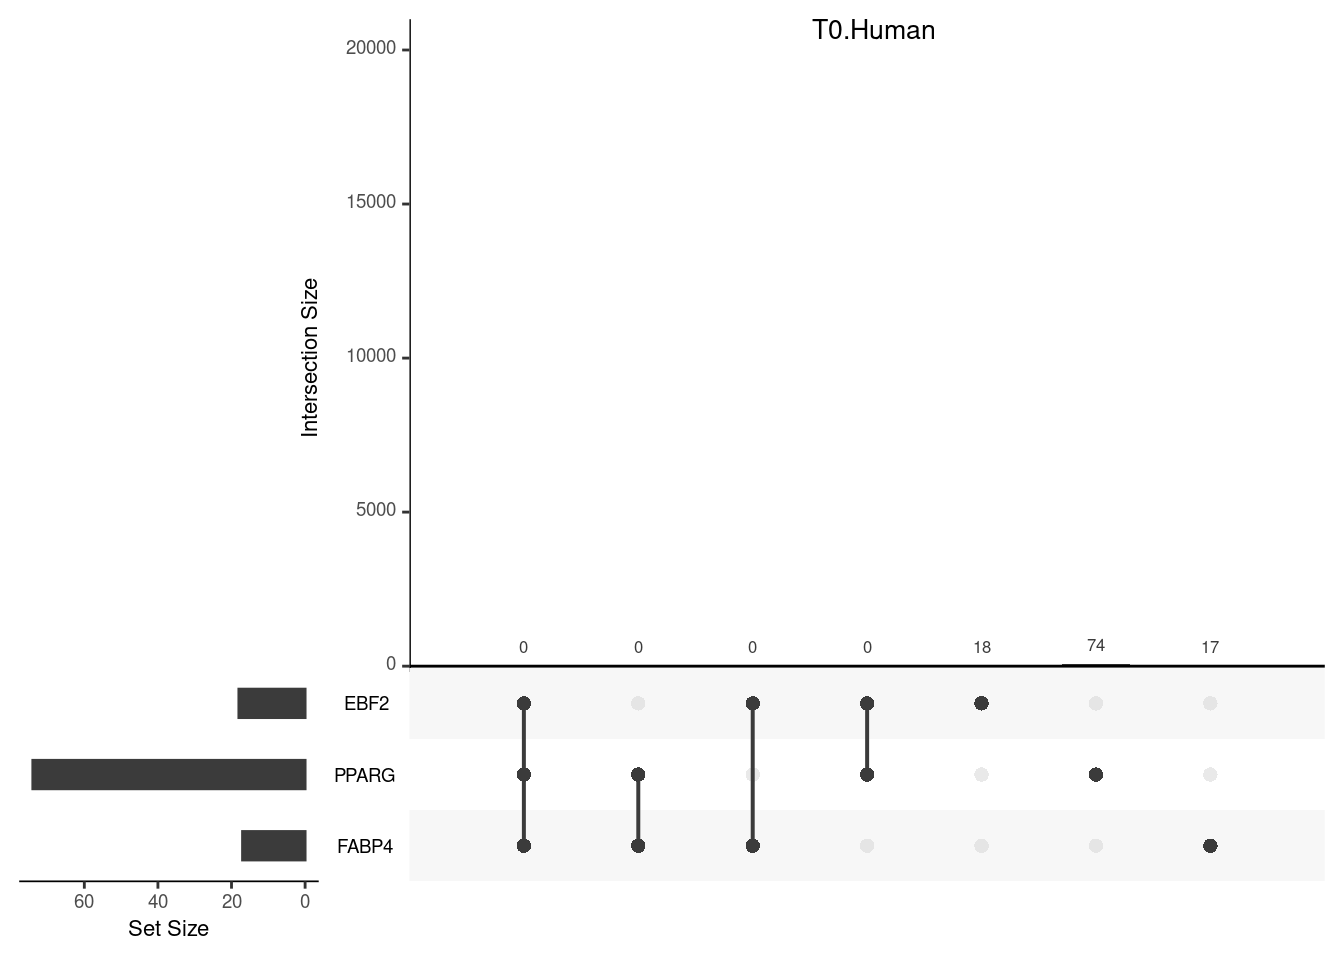 T0.Human
20000
15000
10000
5000
0
Intersection Size
0 0 0 0 18 74 17
EBF2
PPARG
FABP4
60 40 20 0
Set Size